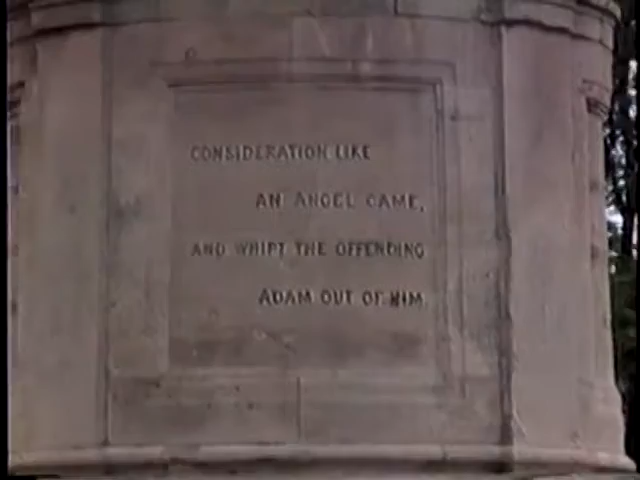 CONSIDERATION LIKE
AN ANGEL CAME,
AND WHIPT THE OFFENDING
ADAM OUT OF HIM